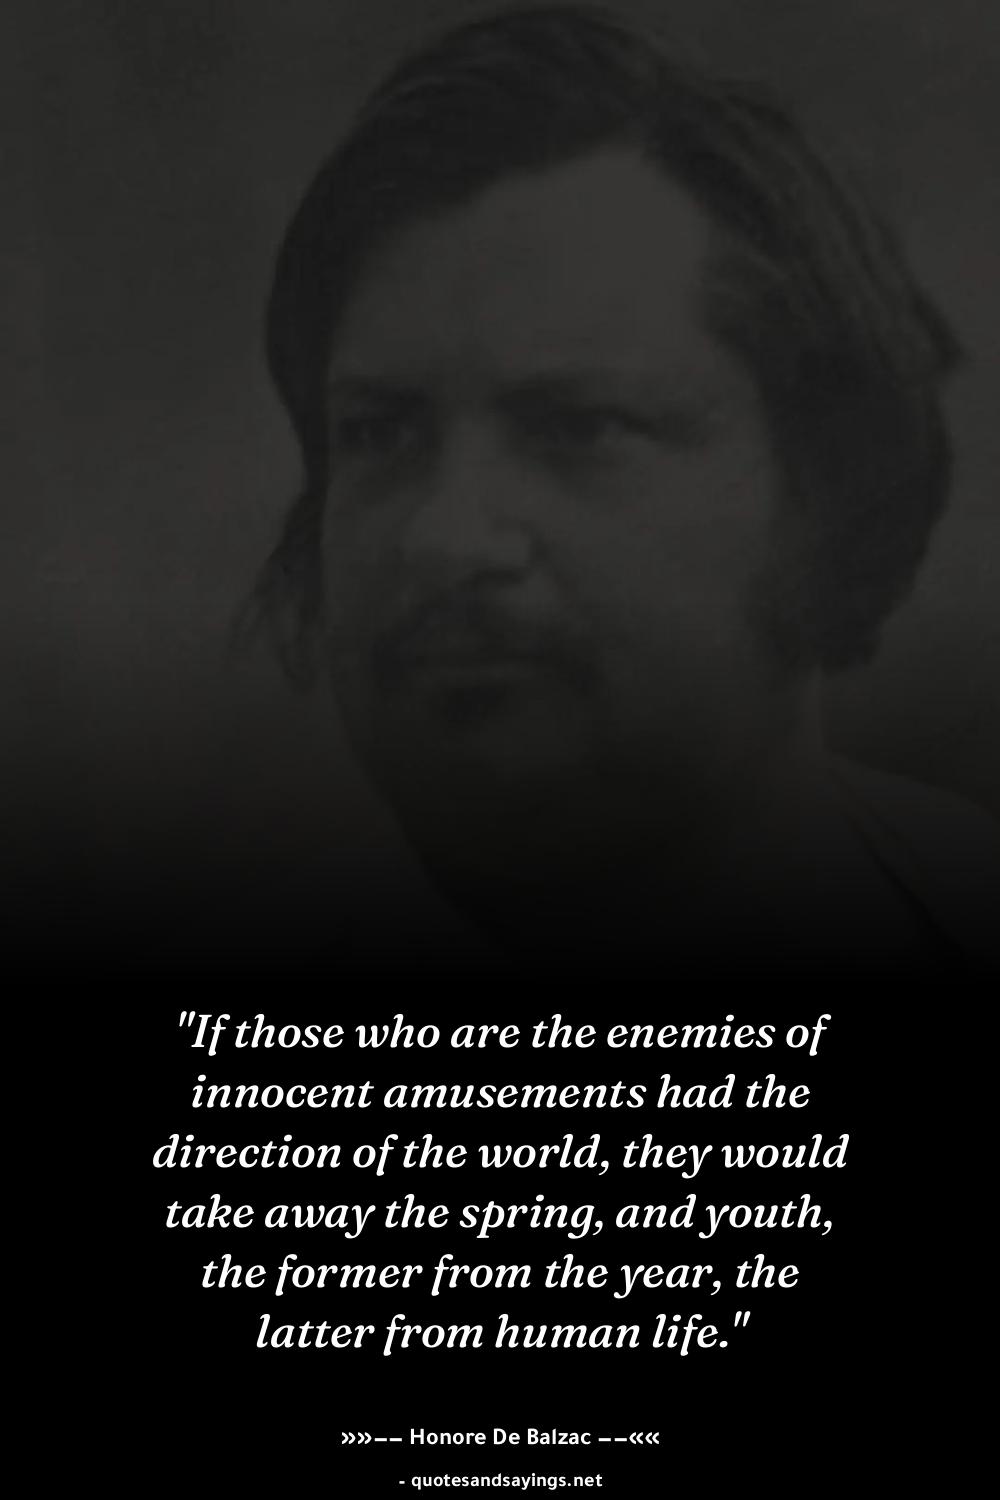 "If those who are the enemies of
innocent amusements had the
direction of the world, they would
take away the spring, and youth,
the former from the year, the
latter from human life."
»»−− Honore De Balzac −−««
- quotesandsayings.net